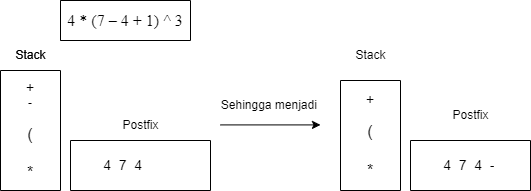 4 * (7 – 4 + 1) ^ 3
Stack
+
-
(
*
Postfix
4 7 4
Sehingga menjadi
Stack
+
(
*
Postfix
4 7 4 -